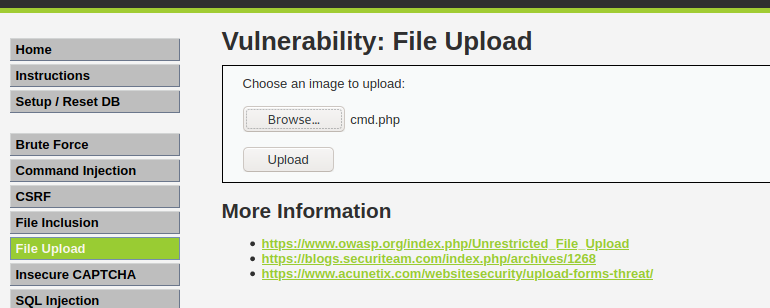 Home
Instructions
Setup / Reset DB
Brute Force
Command Injection
CSRF
File Inclusion
File Upload
Insecure CAPTCHA
SQL Injection
Vulnerability: File Upload
Choose an image to upload:
Browse... cmd.php
Upload
More Information
https://www.owasp.org/index.php/Unrestricted_File_Upload
https://blogs.securiteam.com/index.php/archives/1268
https://www.acunetix.com/websitesecurity/upload-forms-threat/